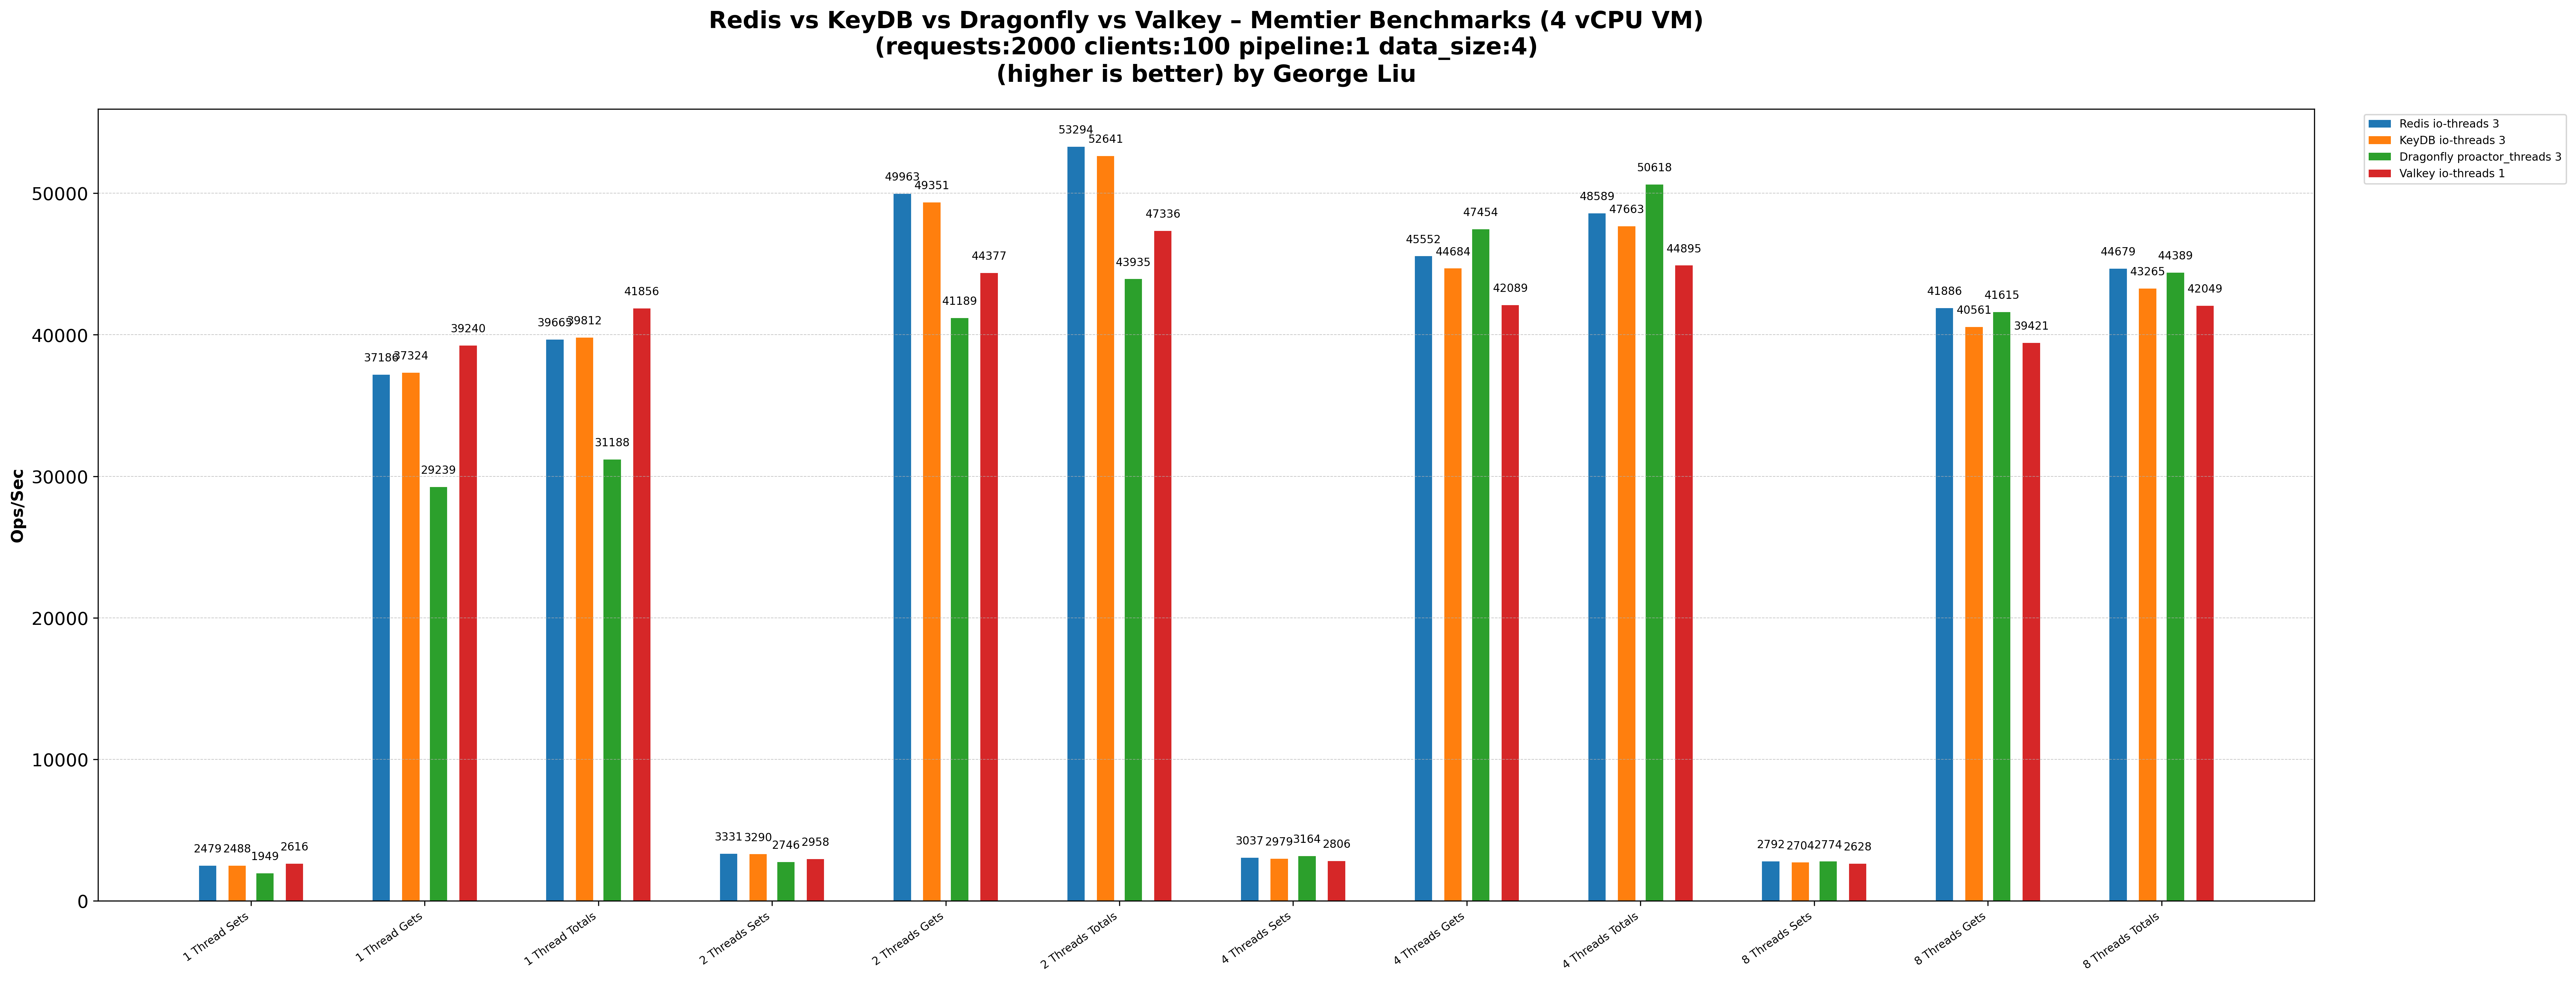 Redis vs KeyDB vs Dragonfly vs Valkey – Memtier Benchmarks (4 vCPU VM)
(requests:2000 clients:100 pipeline:1 data_size:4)
(higher is better) by George Liu
Redis io-threads 3
KeyDB io-threads 3
Dragonfly proactor_threads 3
Valkey io-threads 1
Ops/Sec
50000
40000
30000
20000
10000
0
2479 2488 1949 2616
37186 37324 29239 39240
39665 39812 31188 41856
3331 3290 2746 2958
49963 49351 41189 44377
53294 52641 43935 47336
3037 2979 3164 2806
45552 44684 47454 42089
48589 47663 50618 44895
2792 2704 2774 2628
41886 40561 41615 39421
44679 43265 44389 42049
1 Thread Sets
1 Thread Gets
1 Thread Totals
2 Threads Sets
2 Threads Gets
2 Threads Totals
4 Threads Sets
4 Threads Gets
4 Threads Totals
8 Threads Sets
8 Threads Gets
8 Threads Totals